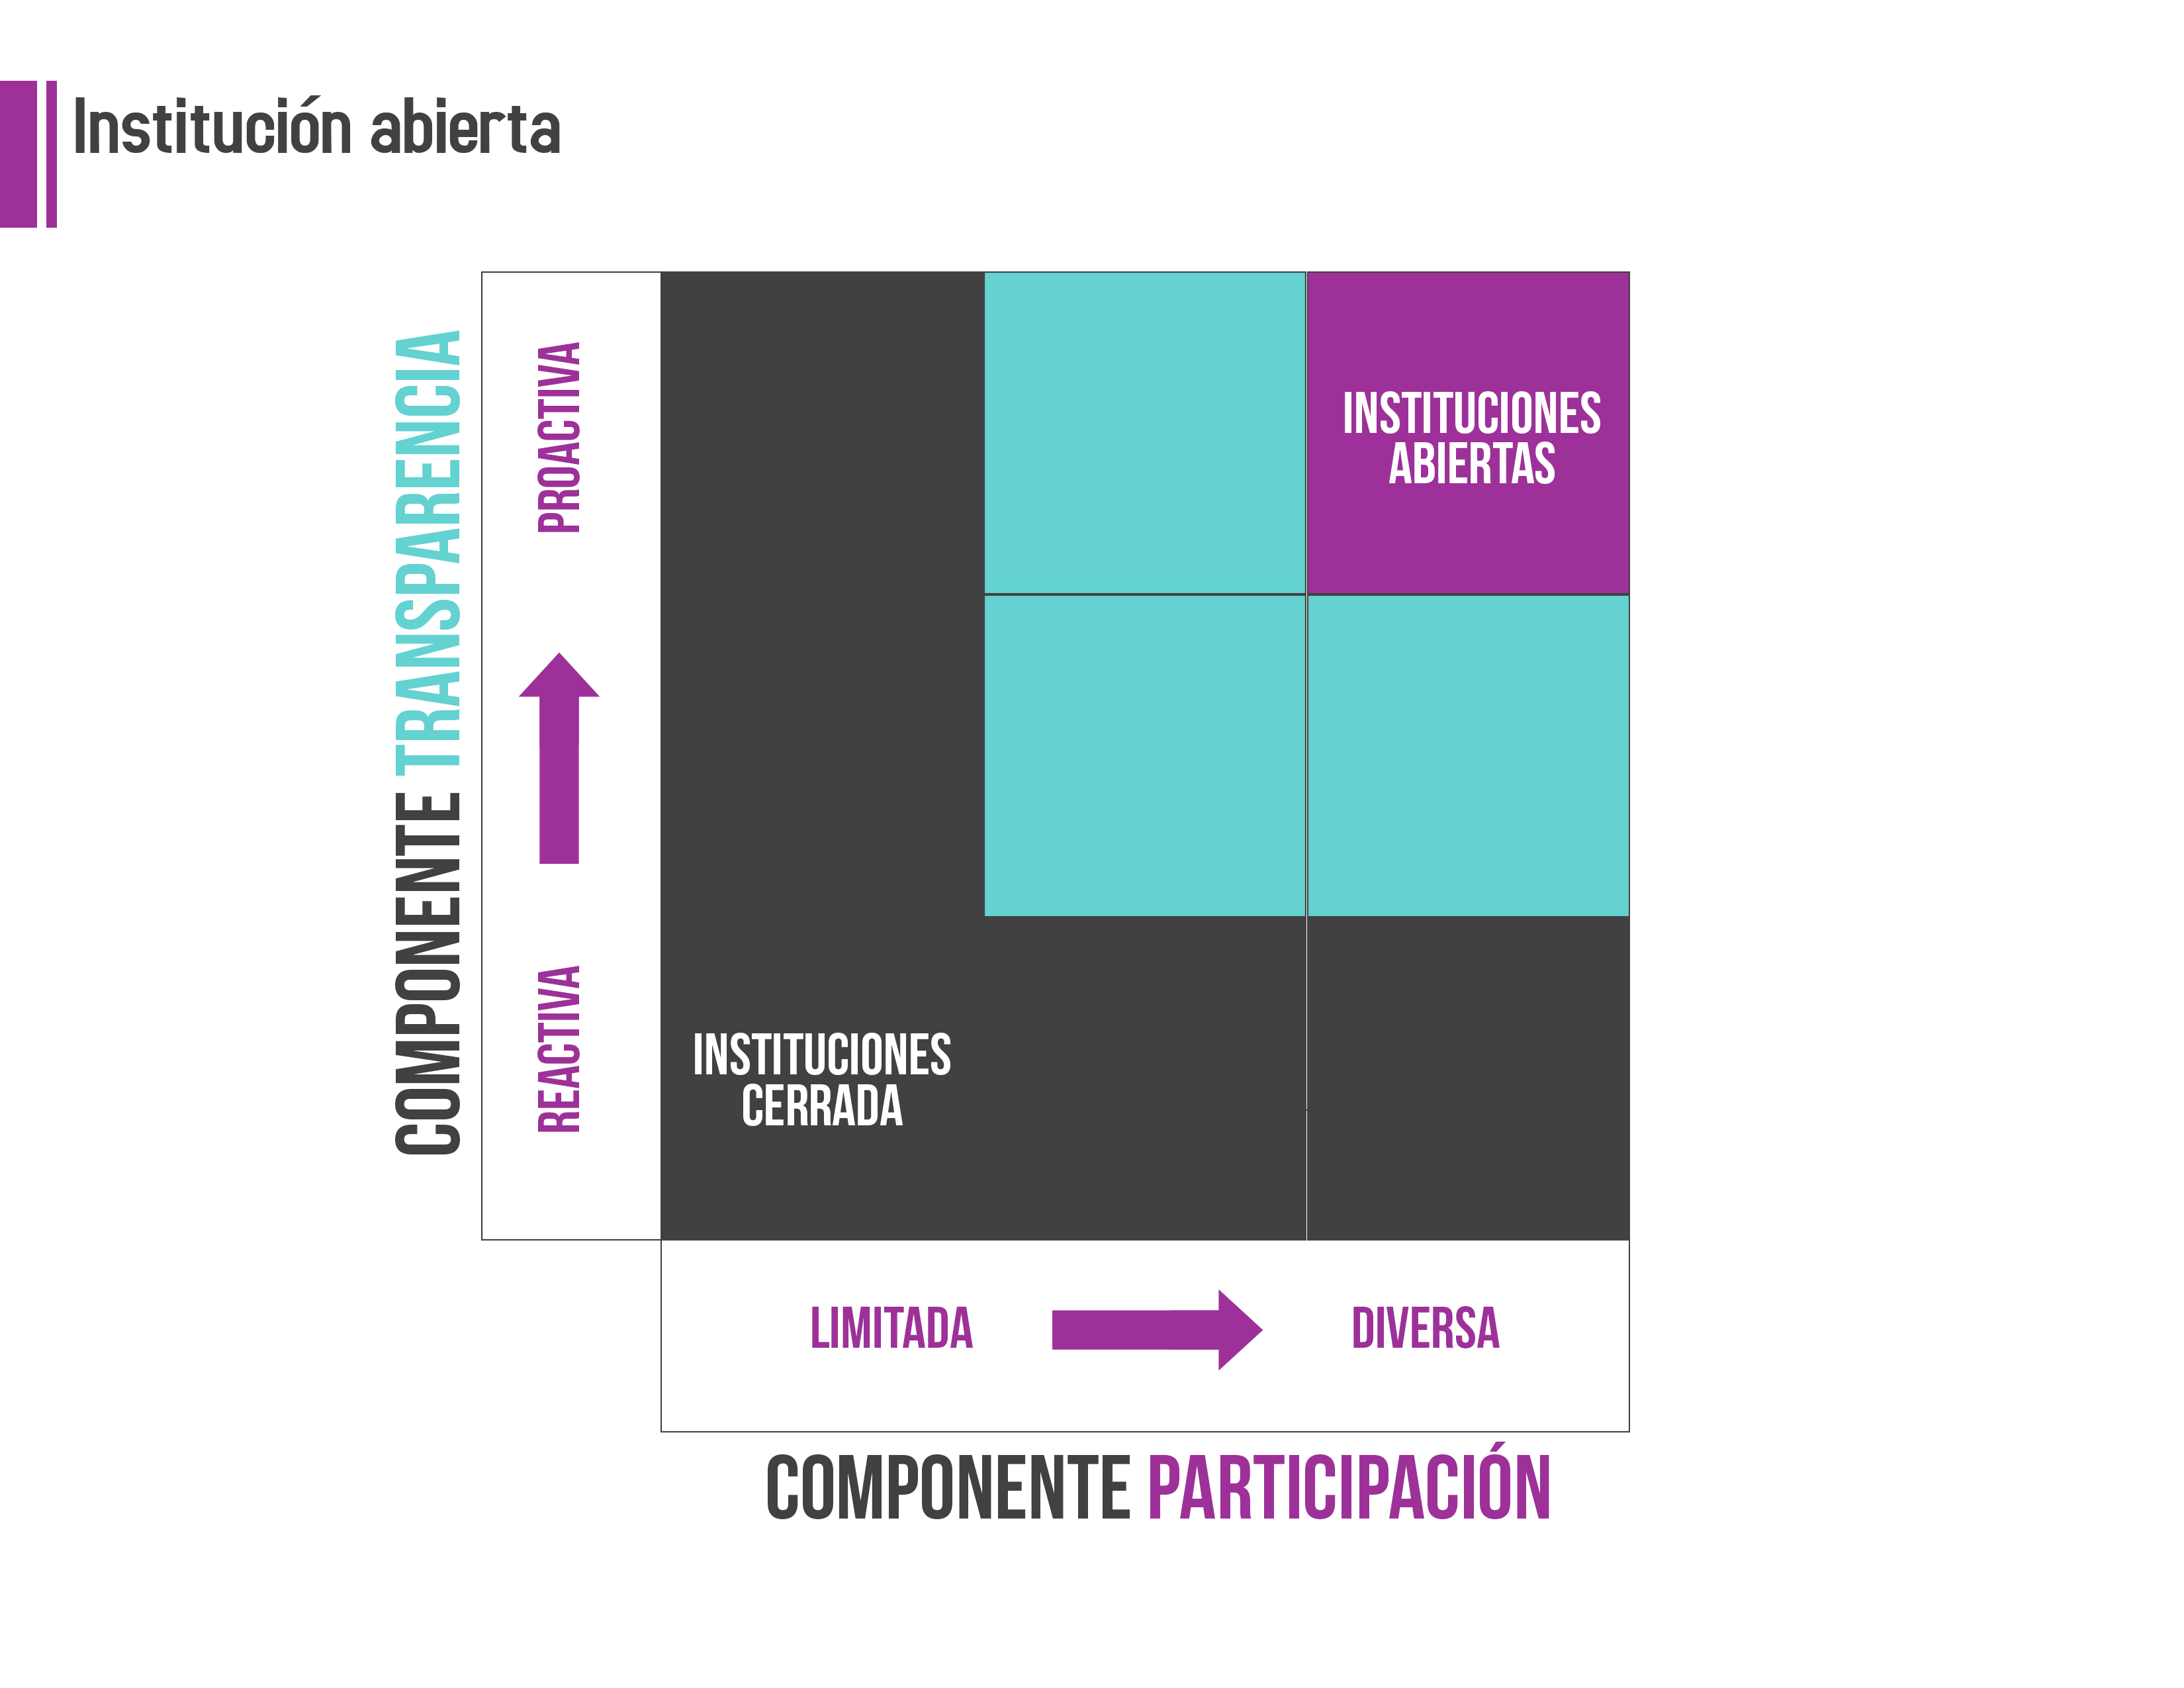 Institución abierta
COMPONENTE TRANSPARENCIA
PROACTIVA
REACTIVA
INSTITUCIONES
ABIERTAS
INSTITUCIONES
CERRADA
LIMITADA
DIVERSA
COMPONENTE PARTICIPACIÓN